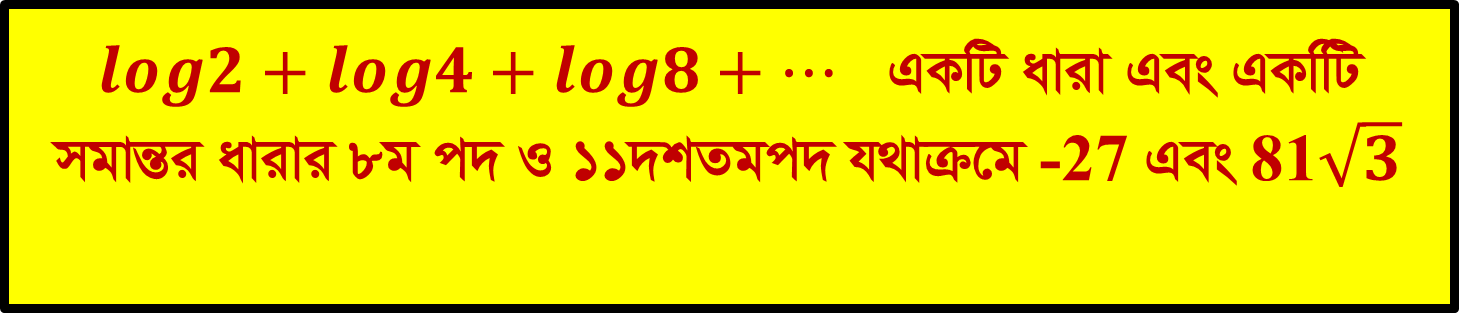 log2 + log4 + log8 + ⋯ একটি ধারা এবং একটি
সমান্তর ধারার ৮ম পদ ও ১১দশতমপদ যথাক্রমে -27 এবং 81√3